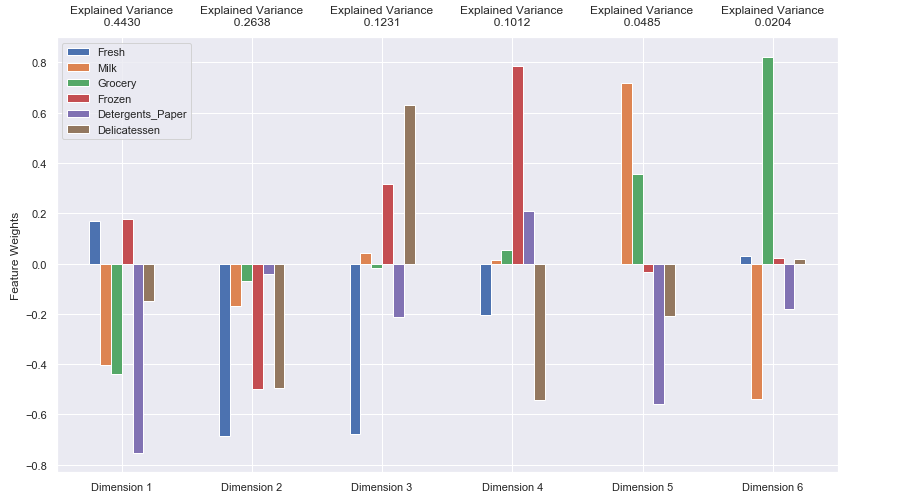 Explained Variance
0.4430
Explained Variance
0.2638
Explained Variance
0.1231
Explained Variance
0.1012
Explained Variance
0.0485
Explained Variance
0.0204
Fresh
Milk
Grocery
Frozen
Detergents_Paper
Delicatessen
Feature Weights
0.8
0.6
0.4
0.2
0.0
−0.2
−0.4
−0.6
−0.8
Dimension 1
Dimension 2
Dimension 3
Dimension 4
Dimension 5
Dimension 6